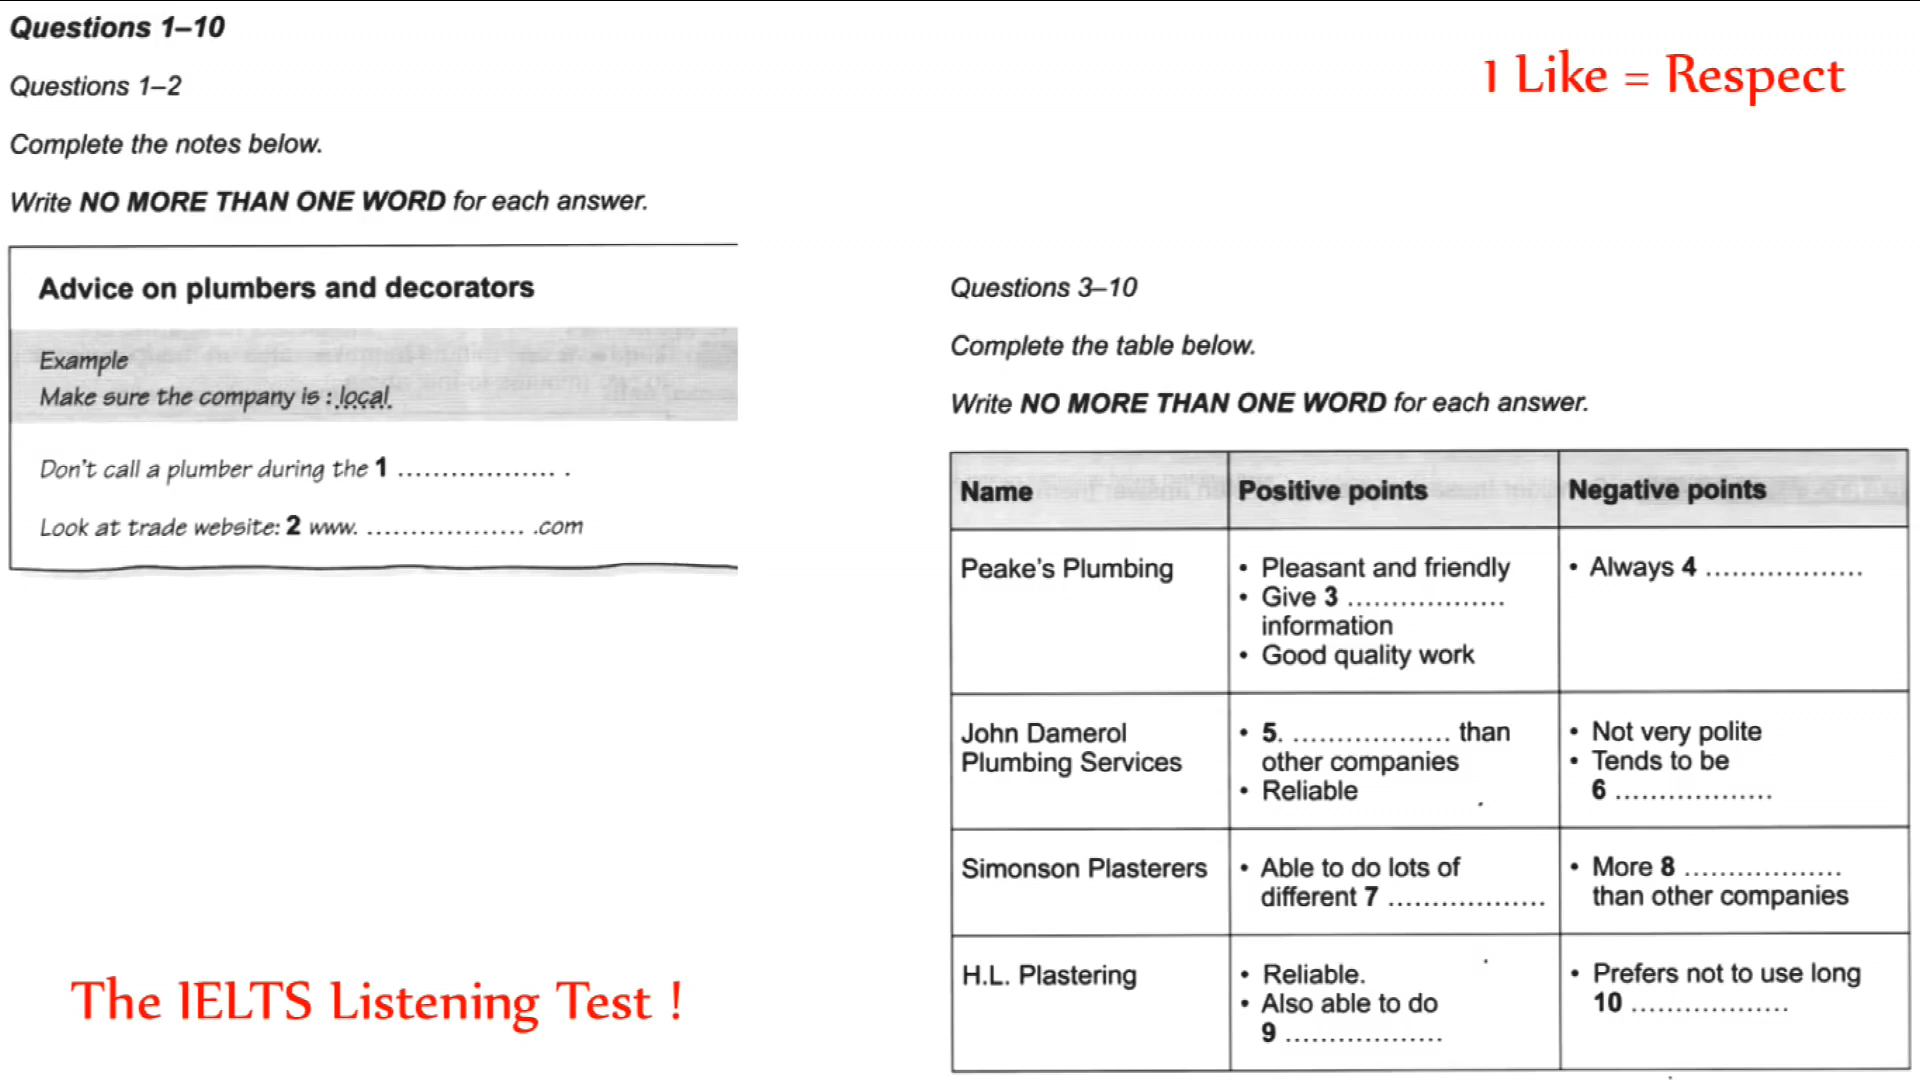 Questions 1–10
Questions 1–2
Complete the notes below.
Write NO MORE THAN ONE WORD for each answer.
Advice on plumbers and decorators
Example
Make sure the company is : local
Don't call a plumber during the 1 .................. .
Look at trade website: 2 www. .................. .com
The IELTS Listening Test !
1 Like = Respect
Questions 3–10
Complete the table below.
Write NO MORE THAN ONE WORD for each answer.
Name Positive points Negative points
Peake's Plumbing
• Pleasant and friendly
• Give 3 ..................
information
• Good quality work
• Always 4 ..................
John Damerol
Plumbing Services
• 5. .................. than
other companies
• Reliable
• Not very polite
• Tends to be
6 ..................
Simonson Plasterers
• Able to do lots of
different 7 ..................
• More 8 ..................
than other companies
H.L. Plastering
• Reliable.
• Also able to do
9 ..................
• Prefers not to use long
10 ..................